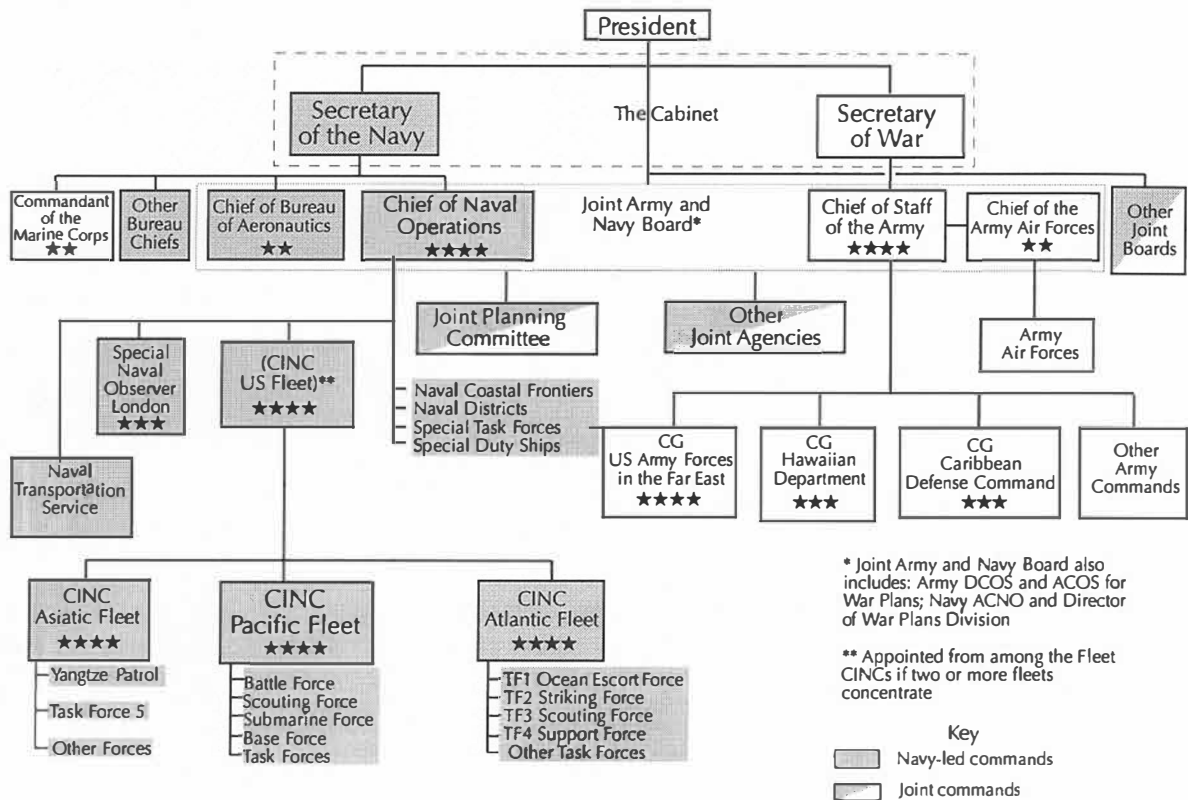 President
The Cabinet
Secretary
of the Navy
Secretary
of War
Commandant
of the
Marine Corps
★★
Other
Bureau
Chiefs
Chief of Bureau
of Aeronautics
★★
Chief of Naval
Operations
★★★★
Joint Army and
Navy Board*
Chief of Staff
of the Army
★★★★
Chief of the
Army Air Forces
★★
Other
Joint
Boards
Joint Planning
Committee
Other
Joint Agencies
Army
Air Forces
Special
Naval
Observer
London
★★★
(CINC
US Fleet)**
★★★★
Naval Coastal Frontiers
Naval Districts
Special Task Forces
Special Duty Ships
Naval
Transportation
Service
CG
US Army Forces
in the Far East
★★★★
CG
Hawaiian
Department
★★★
CG
Caribbean
Defense Command
★★★
Other
Army
Commands
CINC
Asiatic Fleet
★★★★
Yangtze Patrol
Task Force 5
Other Forces
CINC
Pacific Fleet
★★★★
Battle Force
Scouting Force
Submarine Force
Base Force
Task Forces
CINC
Atlantic Fleet
★★★★
TF1 Ocean Escort Force
TF2 Striking Force
TF3 Scouting Force
TF4 Support Force
Other Task Forces
* Joint Army and Navy Board also
includes: Army DCOS and ACOS for
War Plans; Navy ACNO and Director
of War Plans Division
** Appointed from among the Fleet
CINCs if two or more fleets
concentrate
Key
Navy-led commands
Joint commands